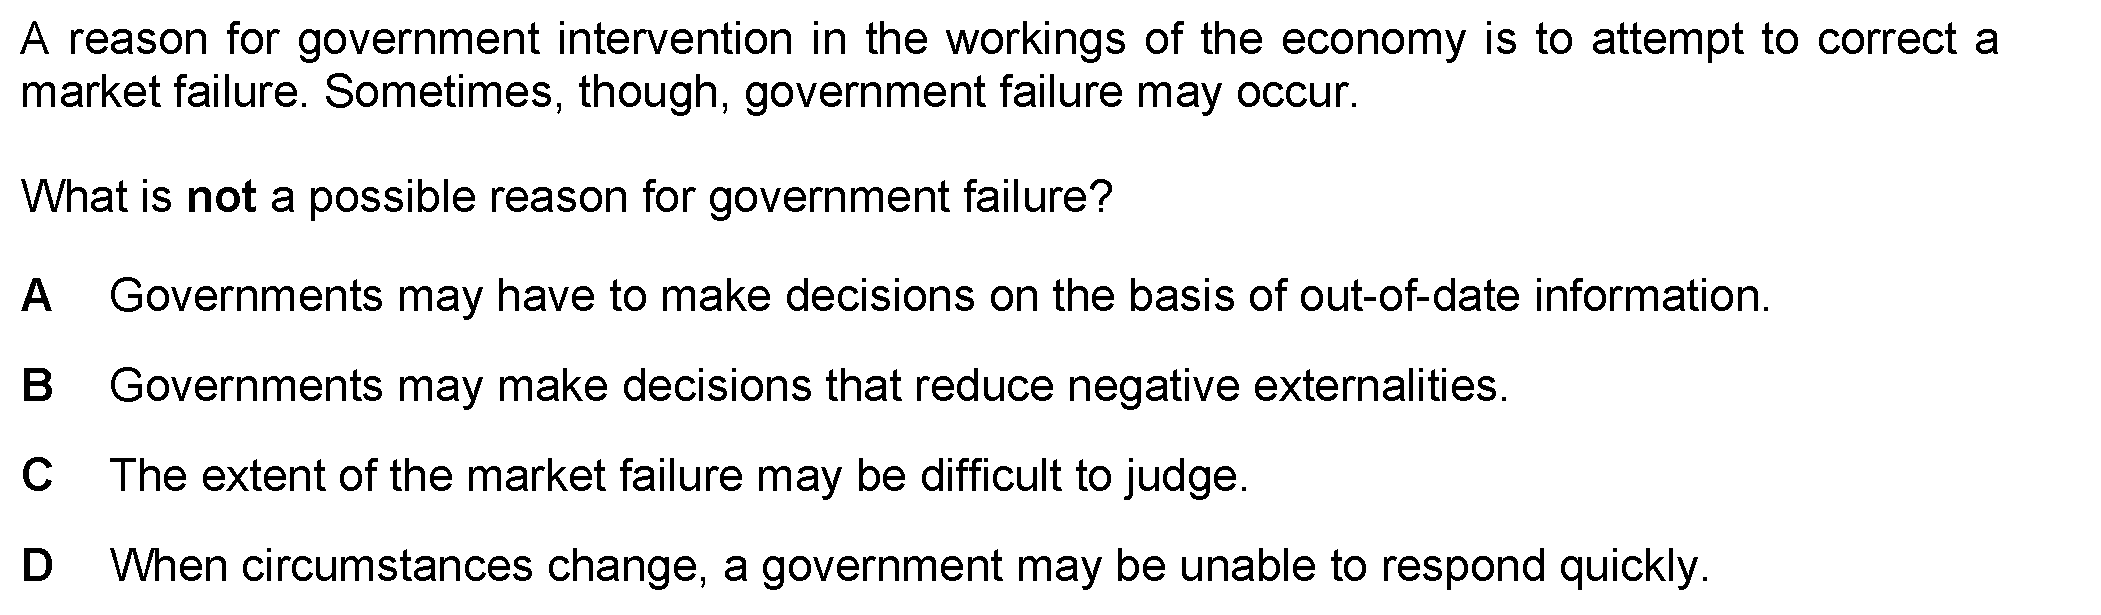 A reason for government intervention in the workings of the economy is to attempt to correct a
market failure. Sometimes, though, government failure may occur.
What is not a possible reason for government failure?
A Governments may have to make decisions on the basis of out-of-date information.
B Governments may make decisions that reduce negative externalities.
C The extent of the market failure may be difficult to judge.
D When circumstances change, a government may be unable to respond quickly.